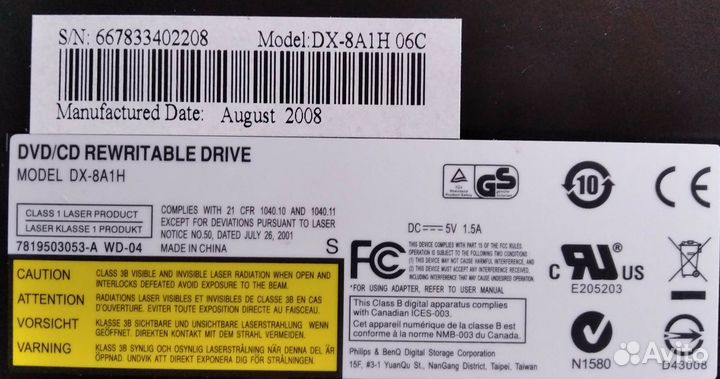 S/N: 667833402208 Model:DX-8A1H 06C
Manufactured Date: August 2008
DVD/CD REWRITABLE DRIVE
MODEL DX-8A1H
CLASS 1 LASER PRODUCT
LASER KLASSE 1 PRODUKT
COMPLIES WITH 21 CFR 1040.10 AND 1040.11
EXCEPT FOR DEVIATIONS PURSUANT TO LASER
NOTICE NO.50, DATED JULY 26, 2001
7819503053-A WD-04 MADE IN CHINA S
CAUTION CLASS 3B VISIBLE AND INVISIBLE LASER RADIATION WHEN OPEN AND
INTERLOCKS DEFEATED AVOID EXPOSURE TO THE BEAM.
ATTENTION RADIATIONS LASER VISIBLES ET INVISIBLES DE CLASSE 3B EN CAS
D'OUVERTURE. EVITER TOUTE EXPOSITION DIRECTE AU FAISCEAU.
VORSICHT KLASSE 3B SICHTBARE UND UNSICHTBARE LASERSTRAHLUNG WENN
GEÖFFNET. DIREKTER KONTAKT MIT DEM STRAHL VERMEIDEN.
VARNING KLASSE 3B SYNLIG OCH OSYNLIG LASERSTRÅLNING NÄR DENNA DEL ÄR
ÖPPNAD. UNDVIK ATT DIREKT UTSÄTTA SIG FÖR STRÅLNING.
TÜV
GS
10
CE
DC 5V 1.5A
FC
THIS DEVICE COMPLIES WITH PART 15 FCC RULES.
OPERATION IS SUBJECT TO THE FOLLOWING TWO CONDITIONS:
(1) THIS DEVICE MAY NOT CAUSE HARMFUL INTERFERENCE, AND
(2) THIS DEVICE MUST ACCEPT ANY INTERFERENCE RECEIVED,
*FOR USING ADAPTER, REFER TO USER MANUAL
This Class B digital apparatus complies
with Canadian ICES-003.
Cet appareil numérique de la classe B est
conforme à la norme NMB-003 du Canada.
Philips & BenQ Digital Storage Corporation
15F, #3-1 YuanQu St., NanGang District, Taipei, Taiwan
C RU US
E205203
N1580
D43008
Avito